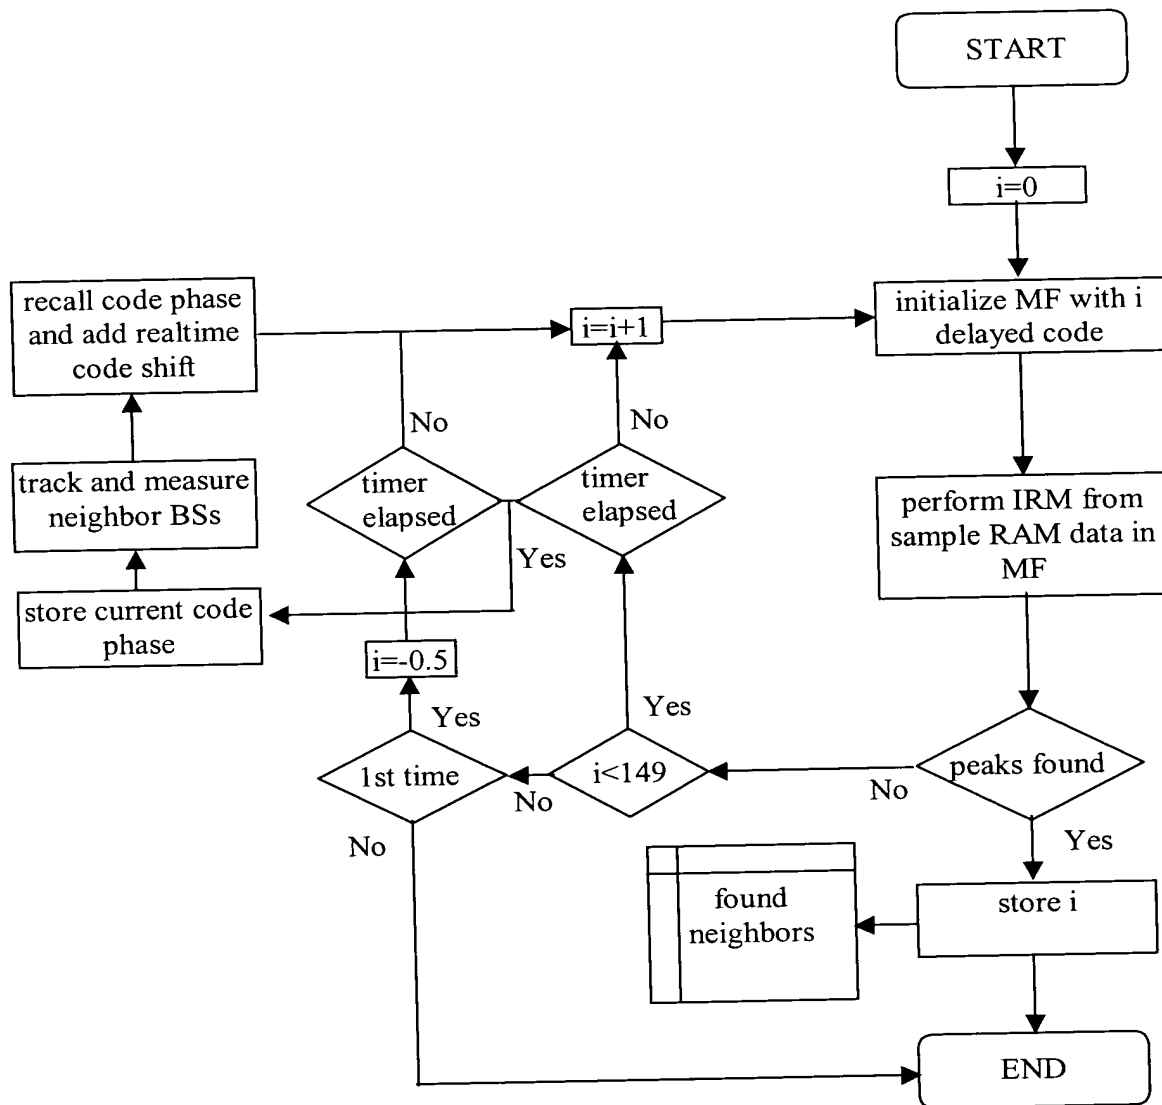 START
i=0
recall code phase
and add realtime
code shift
i=i+1
initialize MF with i
delayed code
No
No
track and measure
neighbor BSs
timer
elapsed
timer
elapsed
perform IRM from
sample RAM data in
MF
Yes
store current code
phase
i=-0.5
Yes
Yes
1st time
i<149
peaks found
No
No
No
Yes
found
neighbors
store i
END